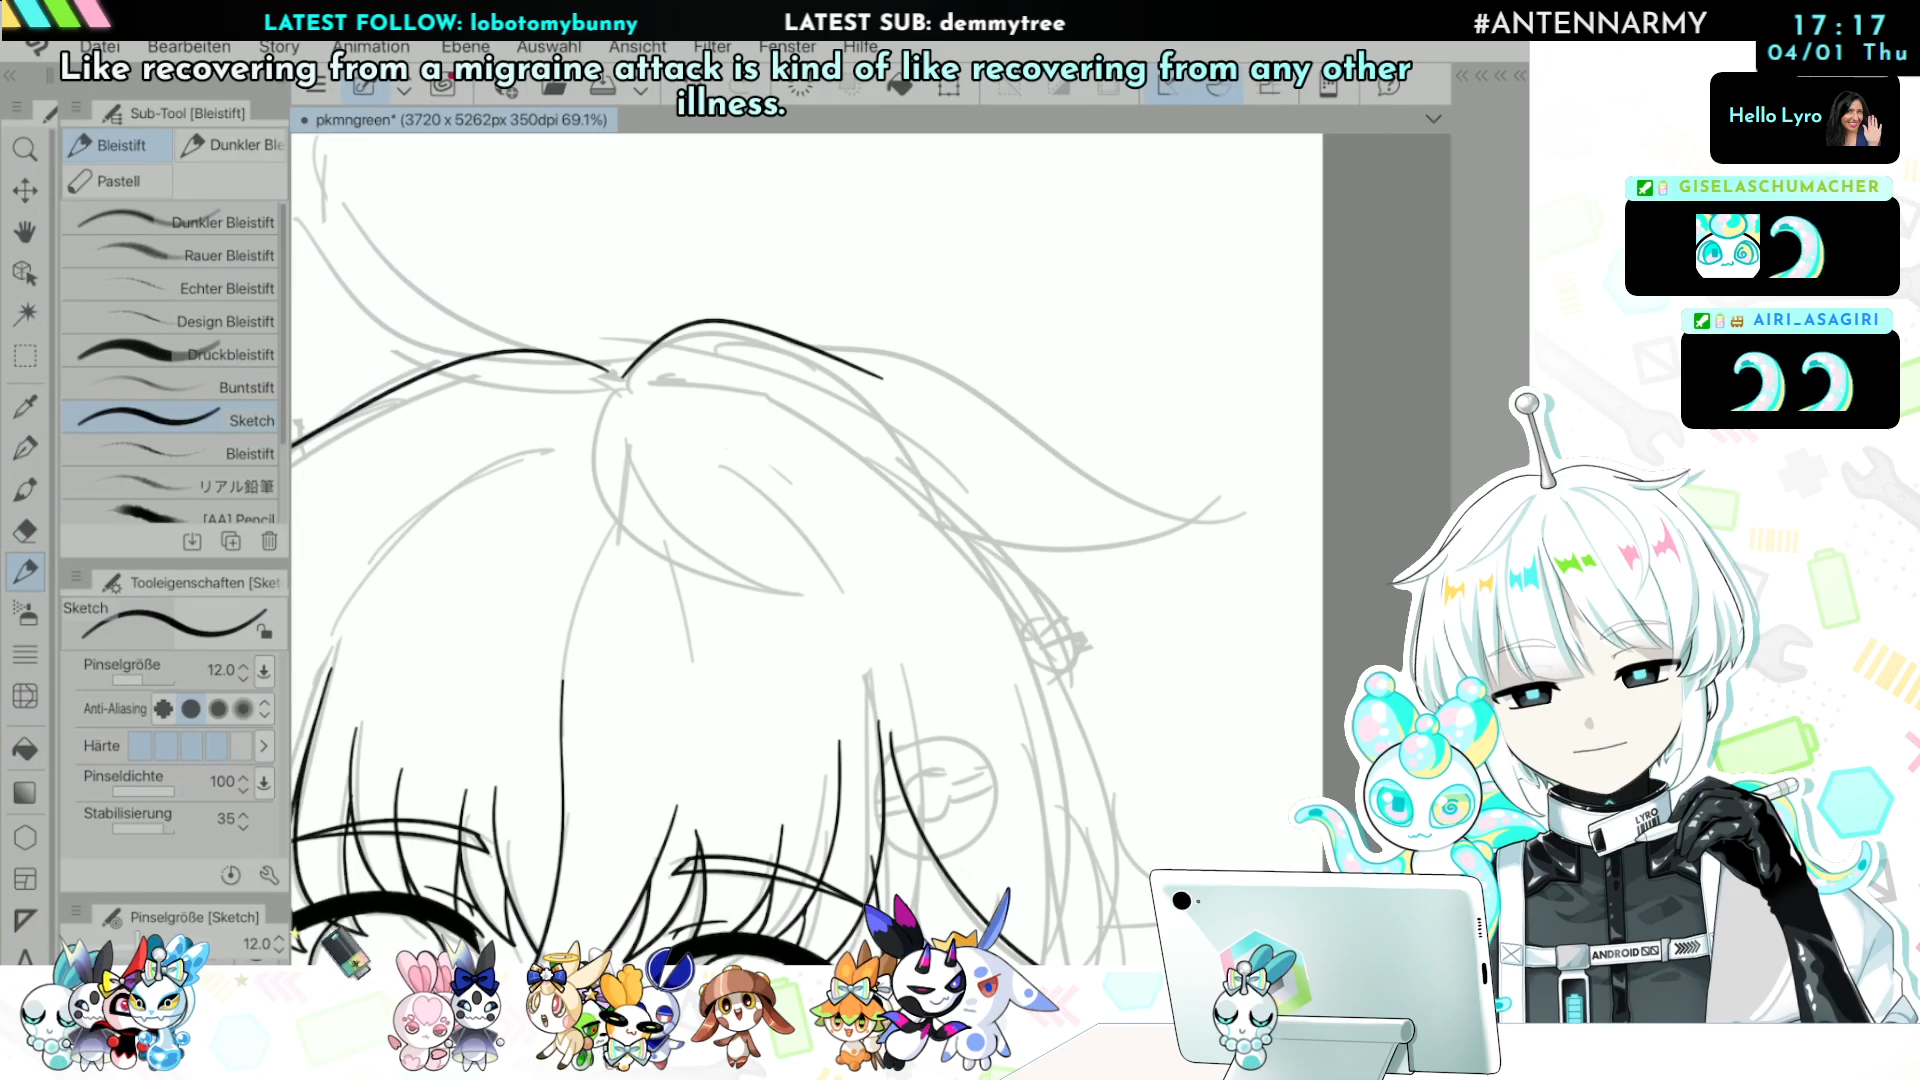 LATEST FOLLOW: lobotomybunny
LATEST SUB: demmytree
#ANTENNARMY
17:17
04/01 Thu
Datei Bearbeiten Story Animation Ebene Auswahl Ansicht Filter Fenster Hilfe
Like recovering from a migraine attack is kind of like recovering from any other
illness.
Hello Lyro
GISELASCHUMACHER
AIRI_ASAGIRI
Sub-Tool [Bleistift]
pkmngreen* (3720 x 5262px 350dpi 69.1%)
Bleistift
Dunkler Ble
Pastell
Dunkler Bleistift
Rauer Bleistift
Echter Bleistift
Design Bleistift
Druckbleistift
Buntstift
Sketch
Bleistift
リアル鉛筆
[AA] Pencil
Tooleigenschaften [Sket
Sketch
Pinselgröße 12.0
Anti-Aliasing
Härte
Pinseldichte 100
Stabilisierung 35
Pinselgröße [Sketch]
12.0
LYRO
ANDROID